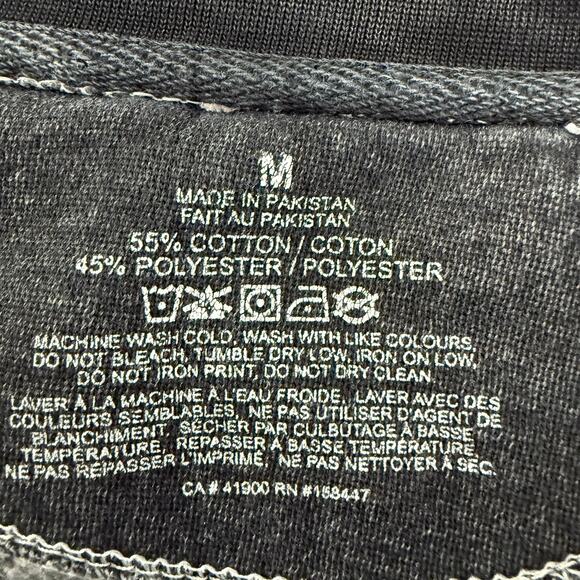 M
MADE IN PAKISTAN
FAIT AU PAKISTAN
55% COTTON / COTON
45% POLYESTER / POLYESTER
MACHINE WASH COLD, WASH WITH LIKE COLOURS,
DO NOT BLEACH, TUMBLE DRY LOW, IRON ON LOW,
DO NOT IRON PRINT, DO NOT DRY CLEAN.
LAVER À LA MACHINE À L'EAU FROIDE, LAVER AVEC DES
COULEURS SEMBLABLES, NE PAS UTILISER D'AGENT DE
BLANCHIMENT, SÉCHER PAR CULBUTAGE À BASSE
TEMPÉRATURE, REPASSER À BASSE TEMPÉRATURE,
NE PAS REPASSER L'IMPRIMÉ, NE PAS NETTOYER À SEC.
CA# 41900 RN #158447